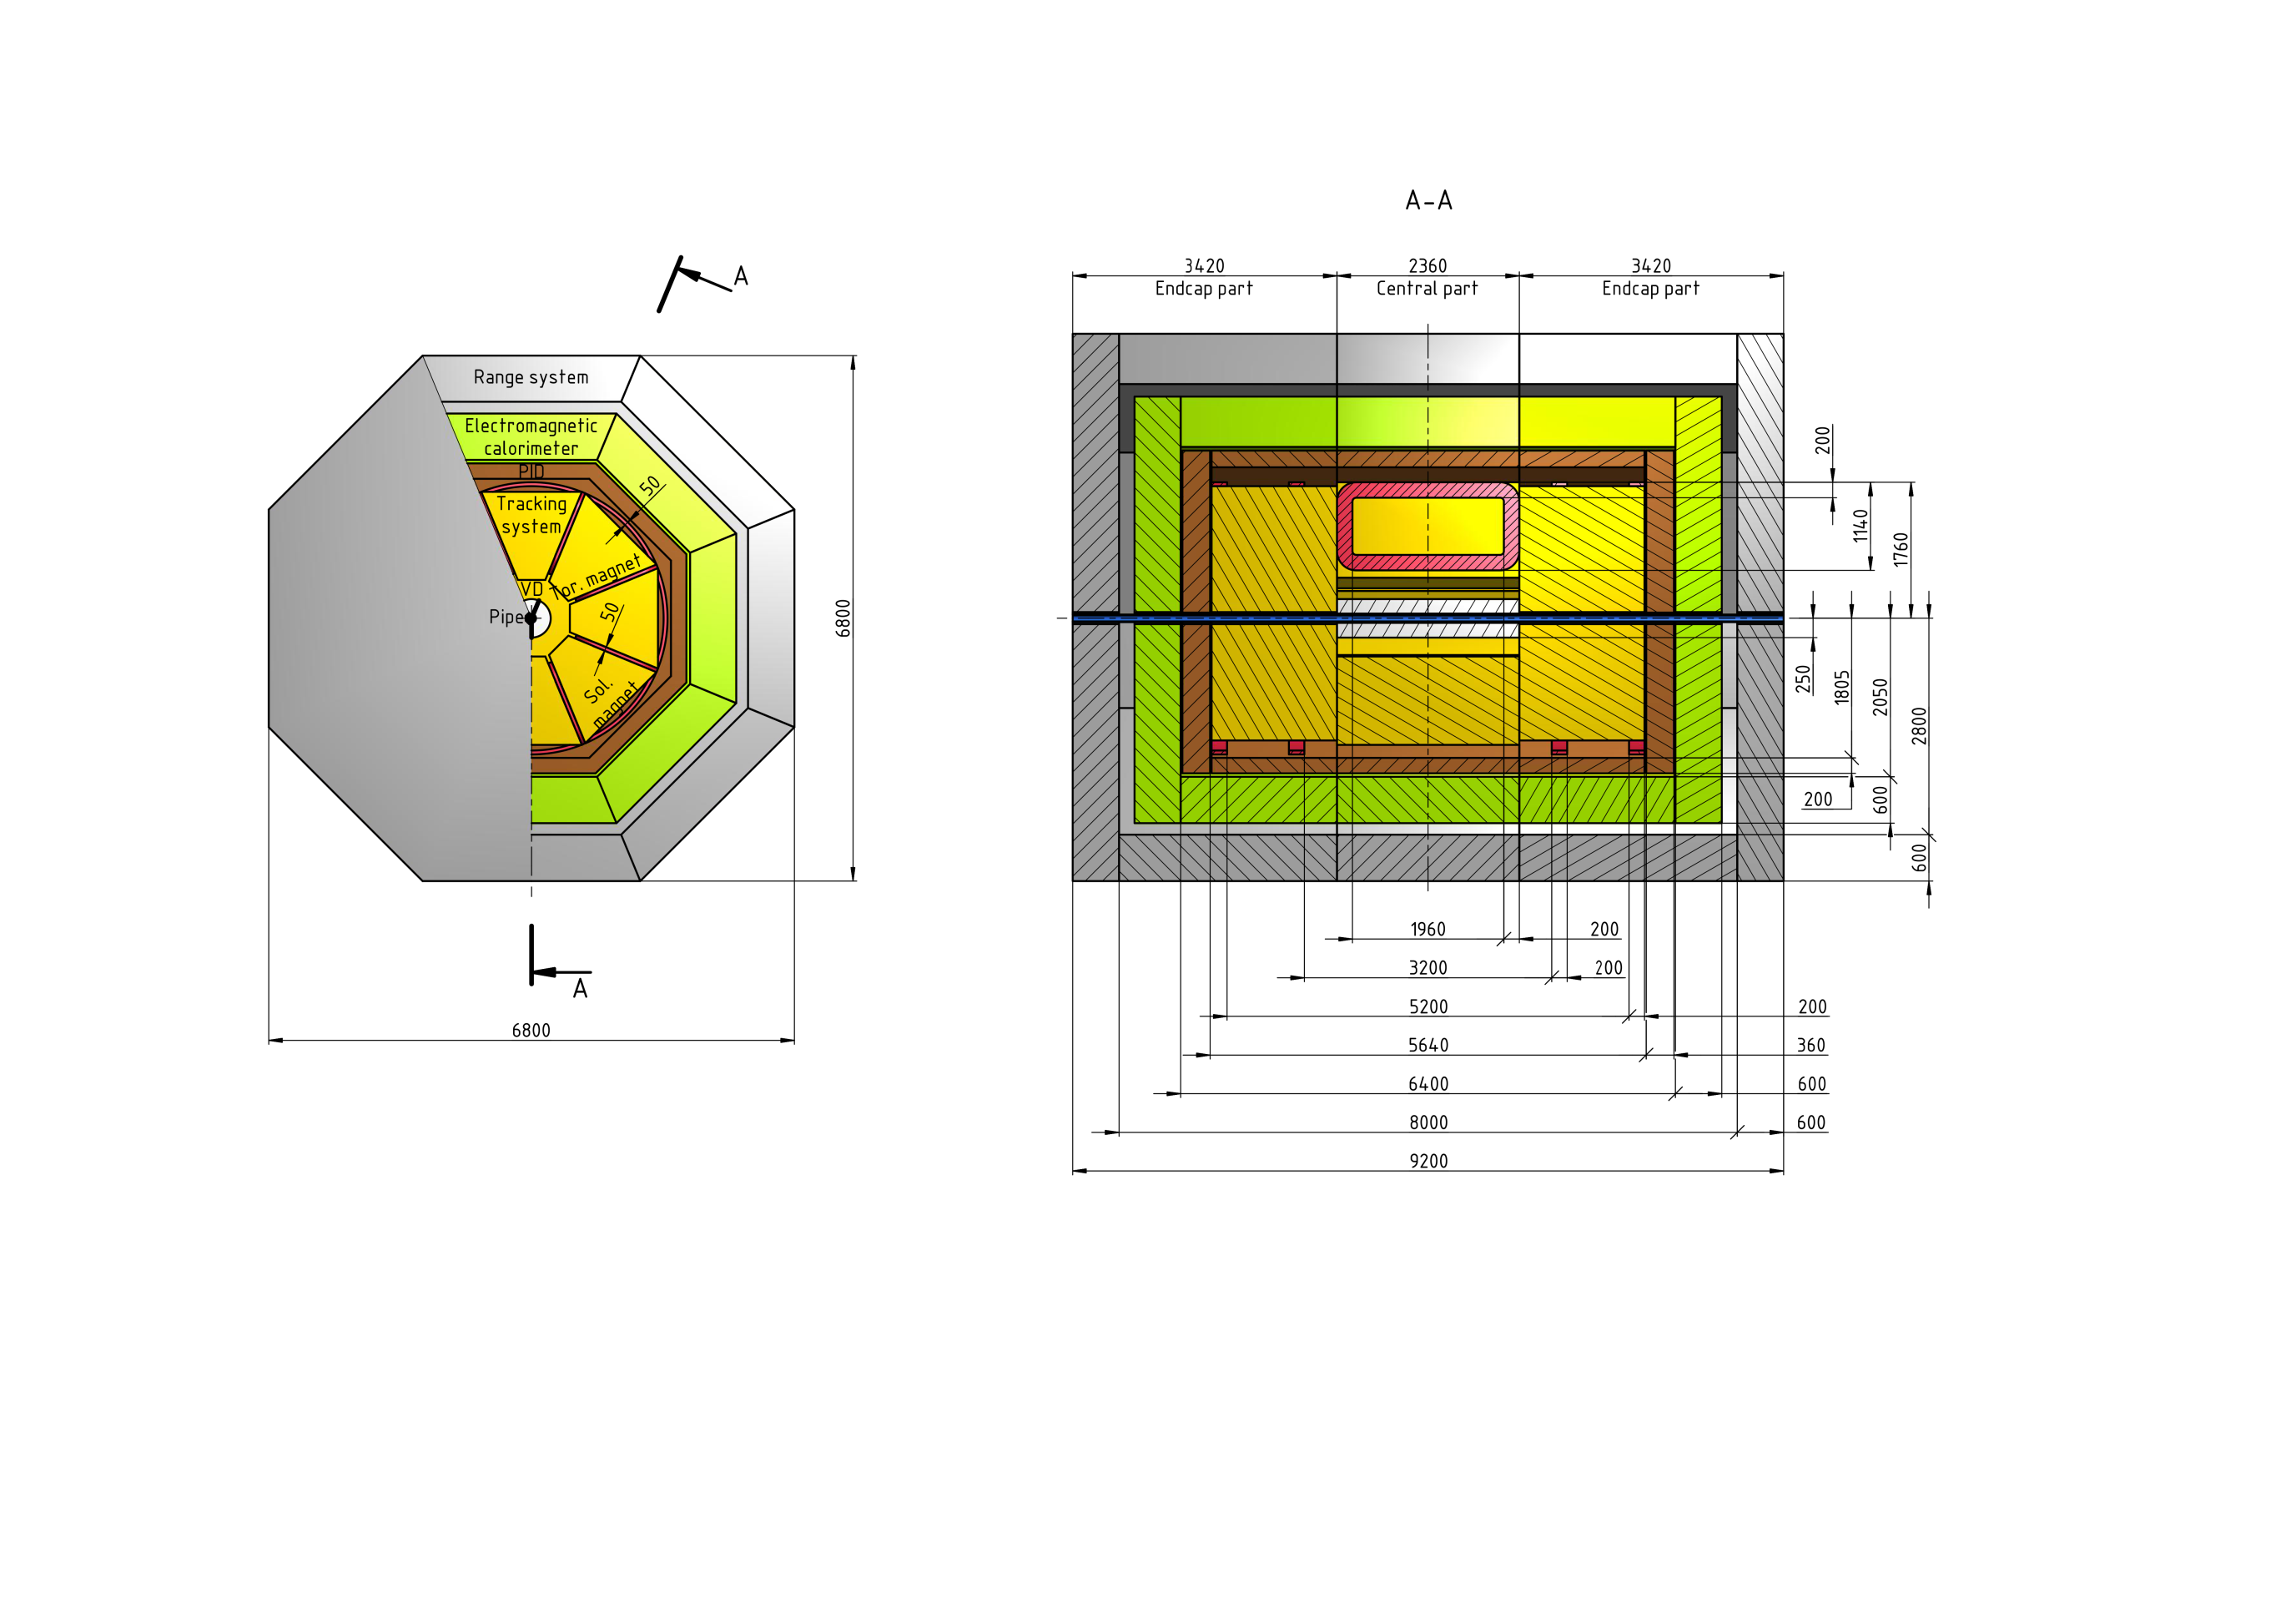 A-A
3420 2360 3420
Endcap part Central part Endcap part
A
Range system
Electromagnetic
calorimeter
PID
50
Tracking
system
VD
Tor. magnet
Pipe
50
Sol.
magnet
6800
A
6800
200
1140
1760
250
1805
2050
2800
200
600
600
1960 200
3200 200
5200 200
5640 360
6400 600
8000 600
9200